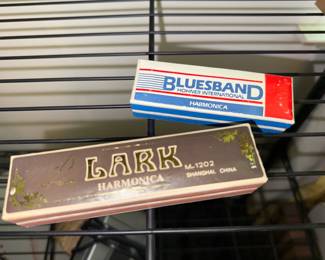 BLUESBAND
HOHNER INTERNATIONAL
HARMONICA
LARK
HARMONICA
M-1202
SHANGHAI, CHINA